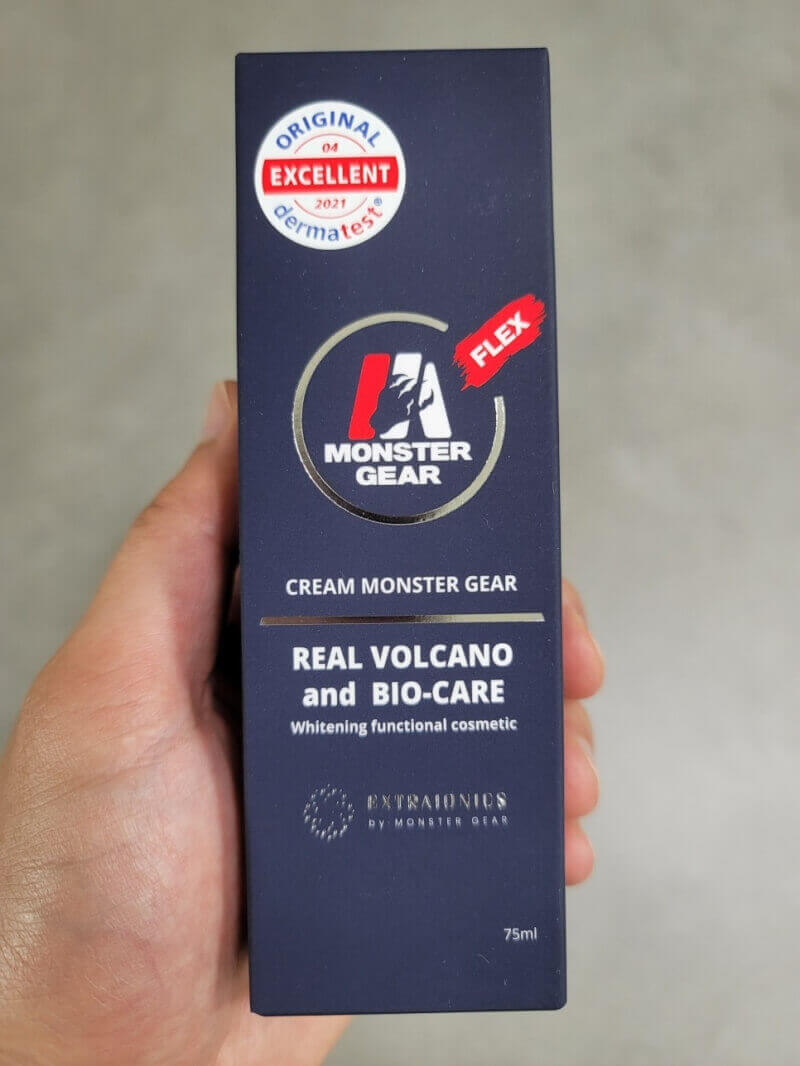 ORIGINAL
04
EXCELLENT
2021
dermatest®
FLEX
MONSTER
GEAR
CREAM MONSTER GEAR
REAL VOLCANO
and BIO-CARE
Whitening functional cosmetic
EXTRAIONICS
by MONSTER GEAR
75ml